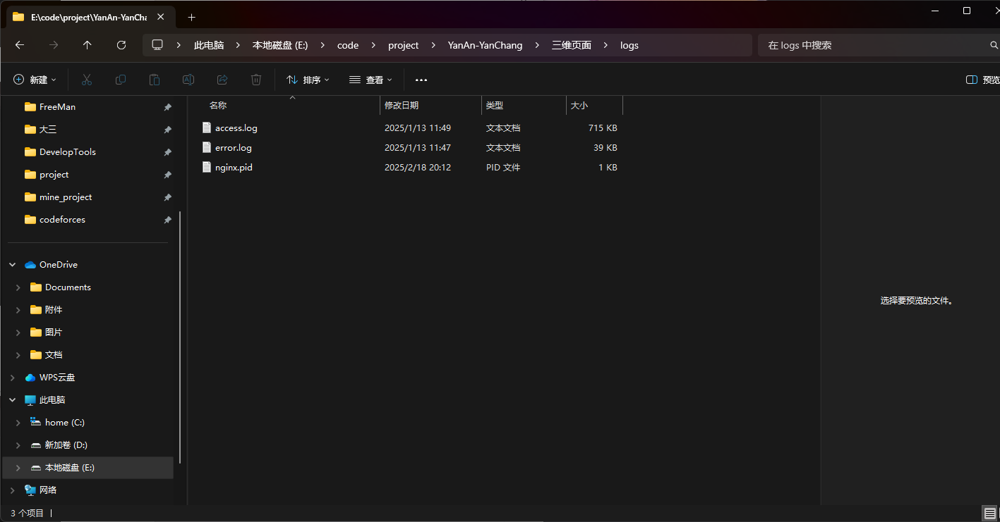 E:\code\project\YanAn-YanCha
此电脑 本地磁盘 (E:) code project YanAn-YanChang 三维页面 logs
在 logs 中搜索
新建 排序 查看 预览
FreeMan
大三
DevelopTools
project
mine_project
codeforces
OneDrive
Documents
附件
图片
文档
WPS云盘
此电脑
home (C:)
新加卷 (D:)
本地磁盘 (E:)
网络
名称 修改日期 类型 大小
access.log 2025/1/13 11:49 文本文档 715 KB
error.log 2025/1/13 11:47 文本文档 39 KB
nginx.pid 2025/2/18 20:12 PID 文件 1 KB
选择要预览的文件。
3 个项目